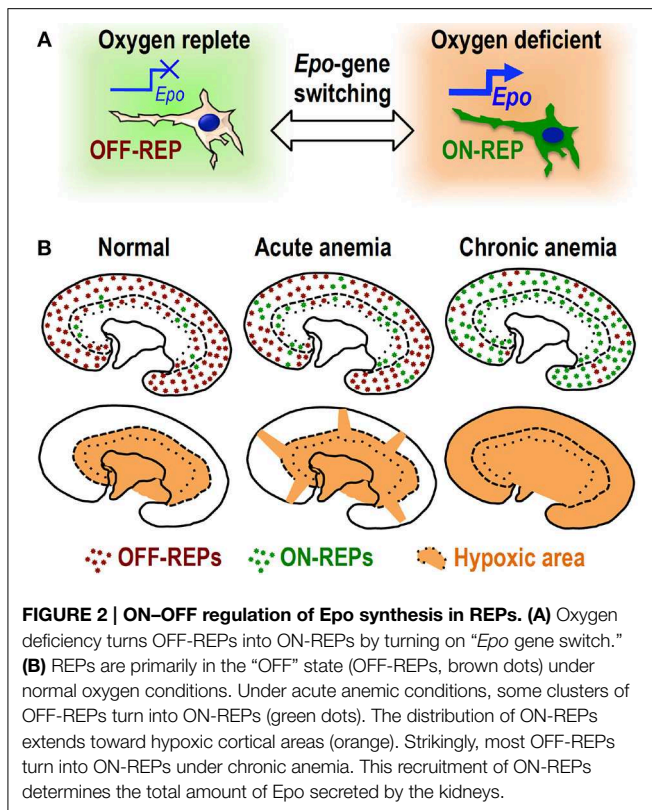 A
Oxygen replete
Oxygen deficient
Epo-gene
switching
Epo
Epo
OFF-REP
ON-REP
B
Normal
Acute anemia
Chronic anemia
OFF-REPs
ON-REPs
Hypoxic area
FIGURE 2 | ON–OFF regulation of Epo synthesis in REPs. (A) Oxygen
deficiency turns OFF-REPs into ON-REPs by turning on “Epo gene switch.”
(B) REPs are primarily in the “OFF” state (OFF-REPs, brown dots) under
normal oxygen conditions. Under acute anemic conditions, some clusters of
OFF-REPs turn into ON-REPs (green dots). The distribution of ON-REPs
extends toward hypoxic cortical areas (orange). Strikingly, most OFF-REPs
turn into ON-REPs under chronic anemia. This recruitment of ON-REPs
determines the total amount of Epo secreted by the kidneys.